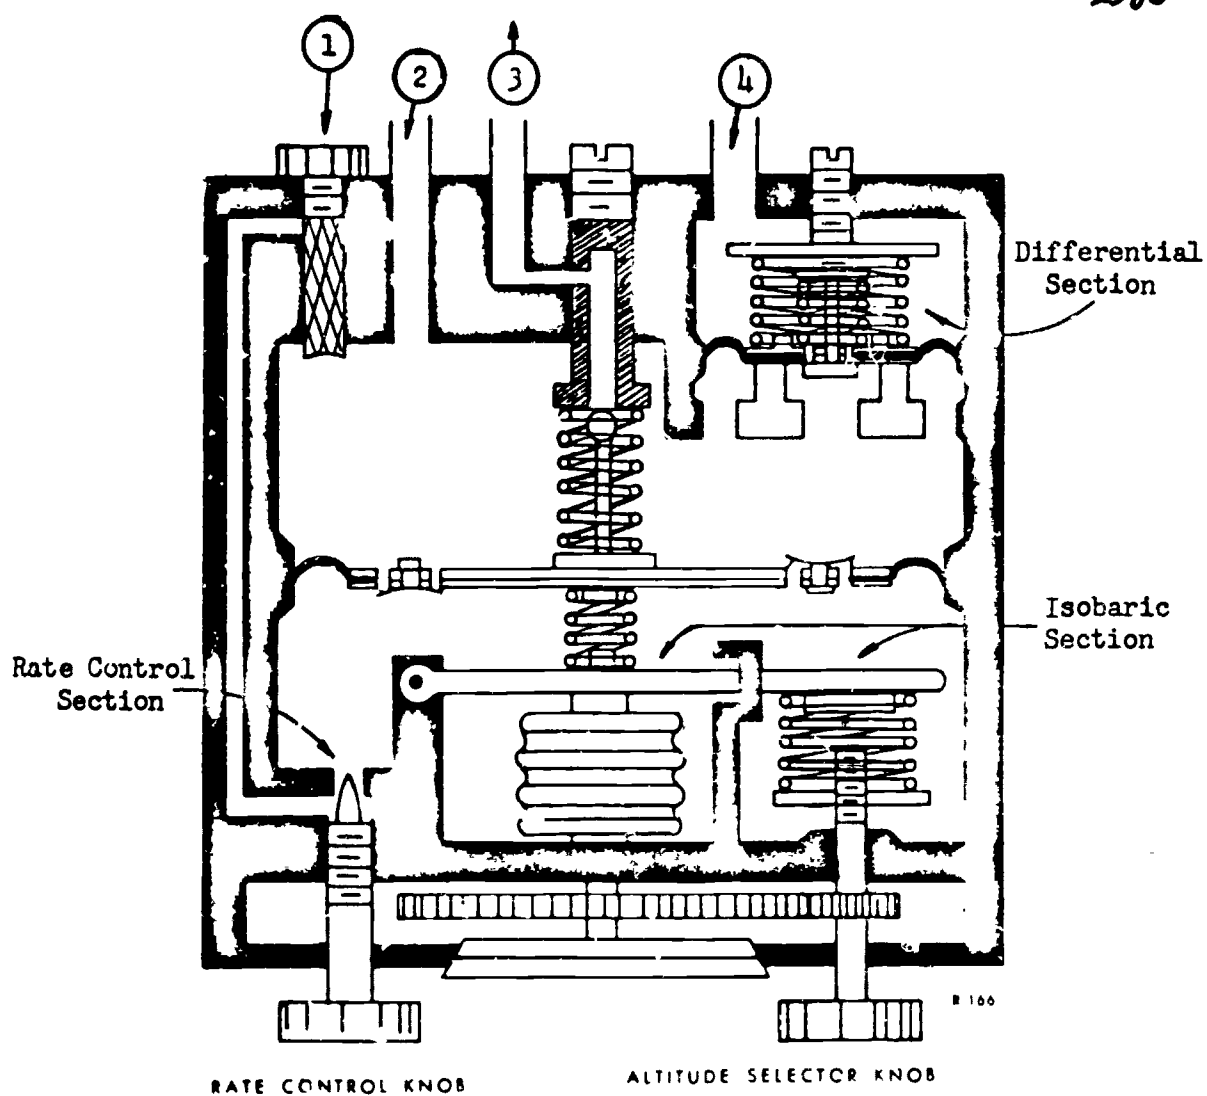 1
2
3
4
Differential
Section
Isobaric
Section
Rate Control
Section
R 166
RATE CONTROL KNOB
ALTITUDE SELECTOR KNOB